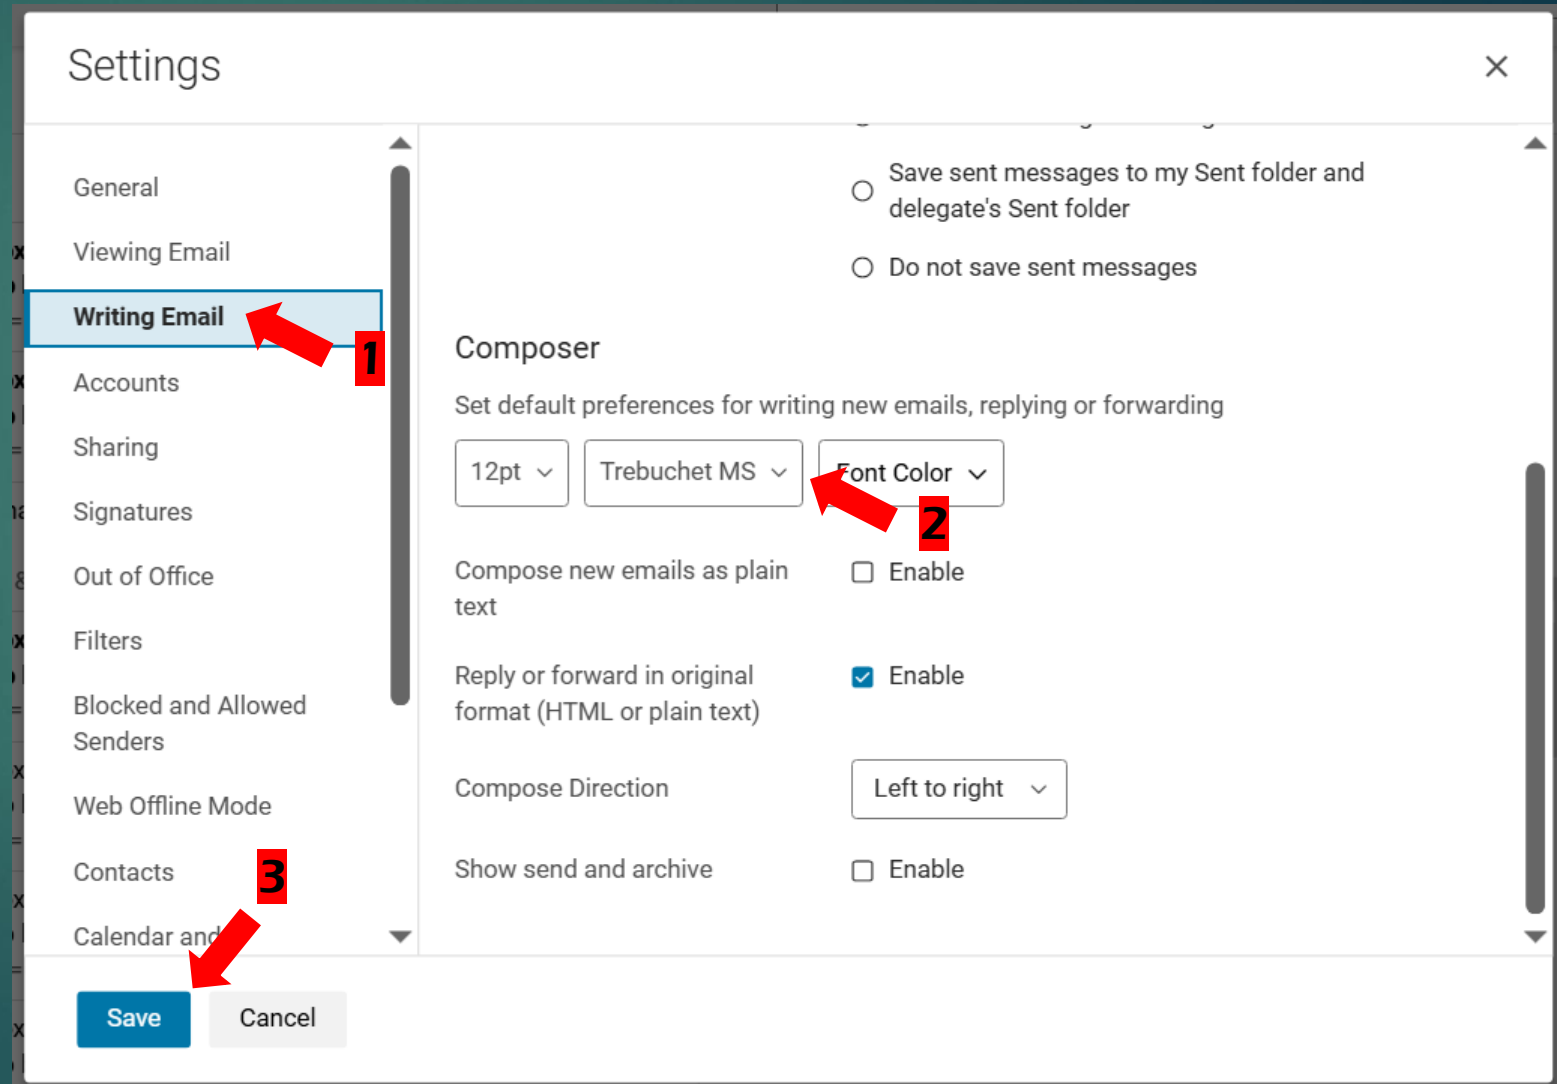 Settings
General
Viewing Email
Writing Email
1
Accounts
Sharing
Signatures
Out of Office
Filters
Blocked and Allowed
Senders
Web Offline Mode
Contacts
3
Calendar and
Save sent messages to my Sent folder and
delegate's Sent folder
Do not save sent messages
Composer
Set default preferences for writing new emails, replying or forwarding
12pt Trebuchet MS Font Color
2
Compose new emails as plain
text
Enable
Reply or forward in original
format (HTML or plain text)
Enable
Compose Direction Left to right
Show send and archive Enable
Save Cancel